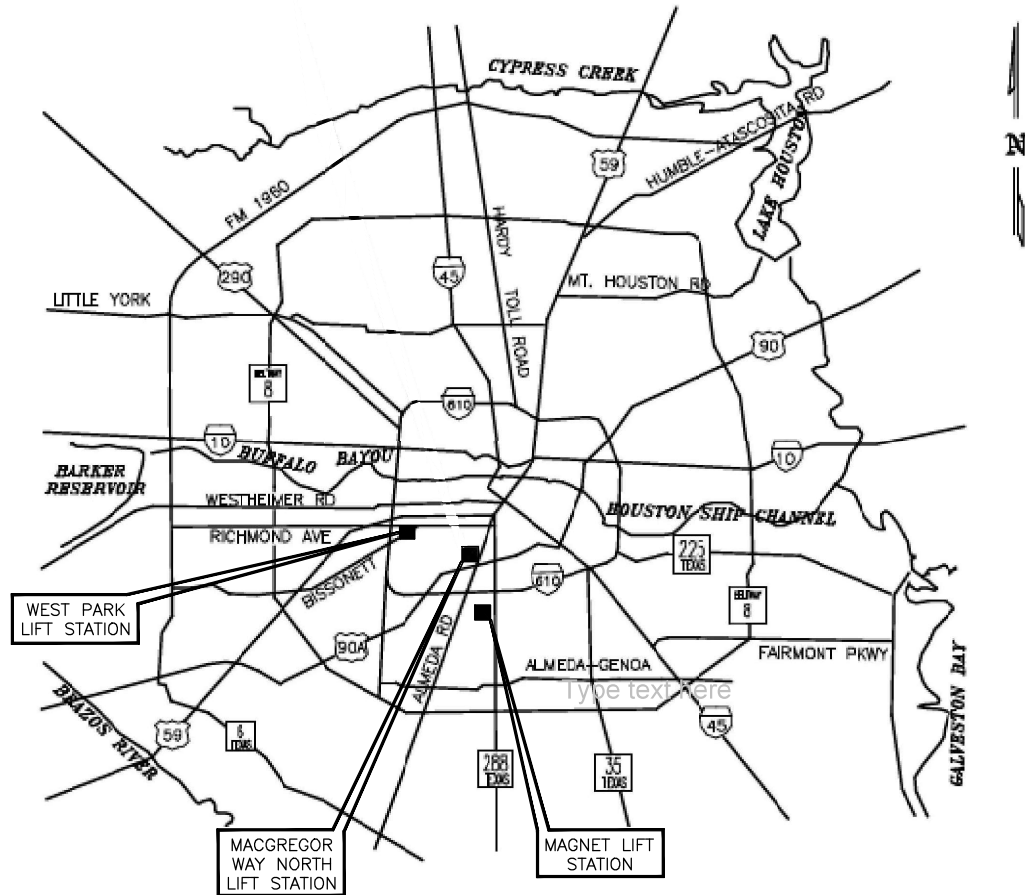 CYPRESS CREEK
HUMBLE-ATASCOSITA RD
59
N
LAKE HOUSTON
FM 1960
HARDY
TOLL ROAD
290
45
MT. HOUSTON RD
LITTLE YORK
90
BELTWAY
8
610
10
BUFFALO BAYOU
10
BARKER
RESERVOIR
WESTHEIMER RD
HOUSTON SHIP CHANNEL
RICHMOND AVE
225
TEXAS
BISSONETT
610
WEST PARK
LIFT STATION
BELTWAY
8
90A
ALMEDA RD
ALMEDA-GENOA
FAIRMONT PKWY
Type text here
BRAZOS RIVER
59
6
TEXAS
45
GALVESTON BAY
288
TEXAS
35
TEXAS
MACGREGOR
WAY NORTH
LIFT STATION
MAGNET LIFT
STATION